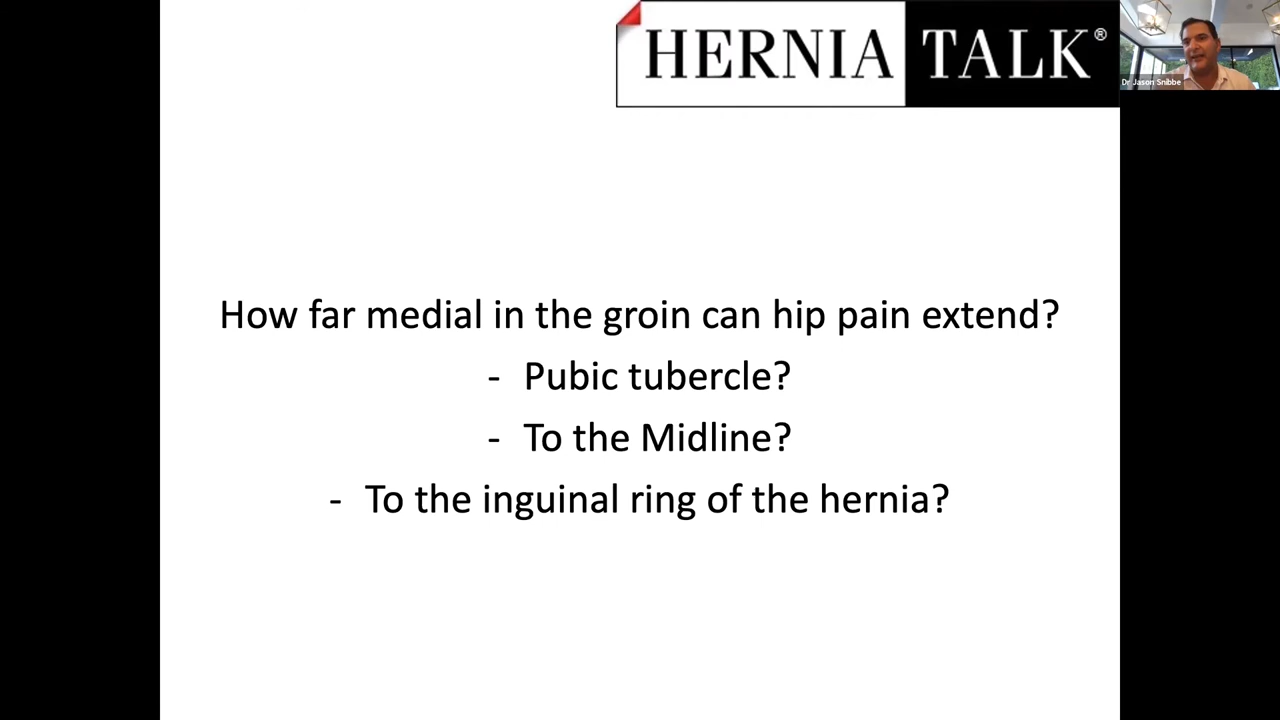 HERNIA TALK®
Dr Jason Snibbe
How far medial in the groin can hip pain extend?
- Pubic tubercle?
- To the Midline?
- To the inguinal ring of the hernia?